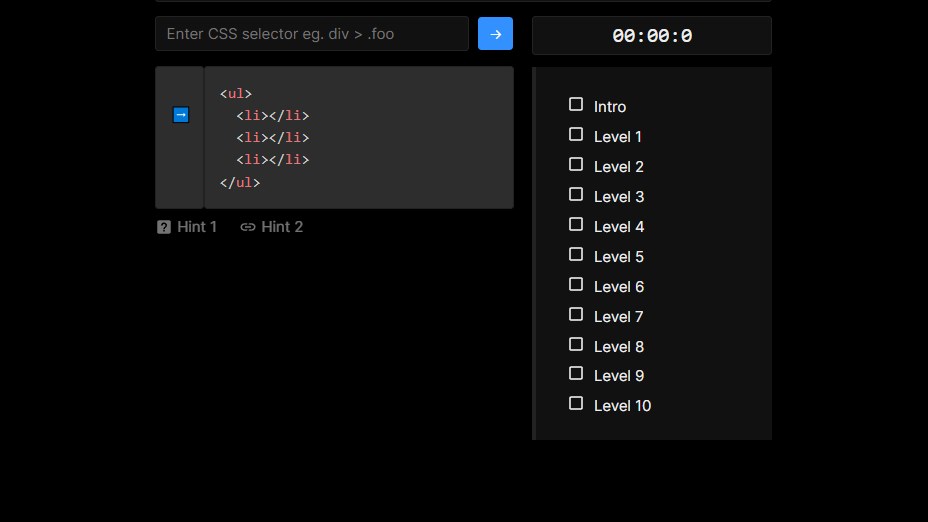 Enter CSS selector eg. div > .foo
→
00:00:0
→
<ul>
  <li></li>
  <li></li>
  <li></li>
</ul>
? Hint 1
Hint 2
Intro
Level 1
Level 2
Level 3
Level 4
Level 5
Level 6
Level 7
Level 8
Level 9
Level 10